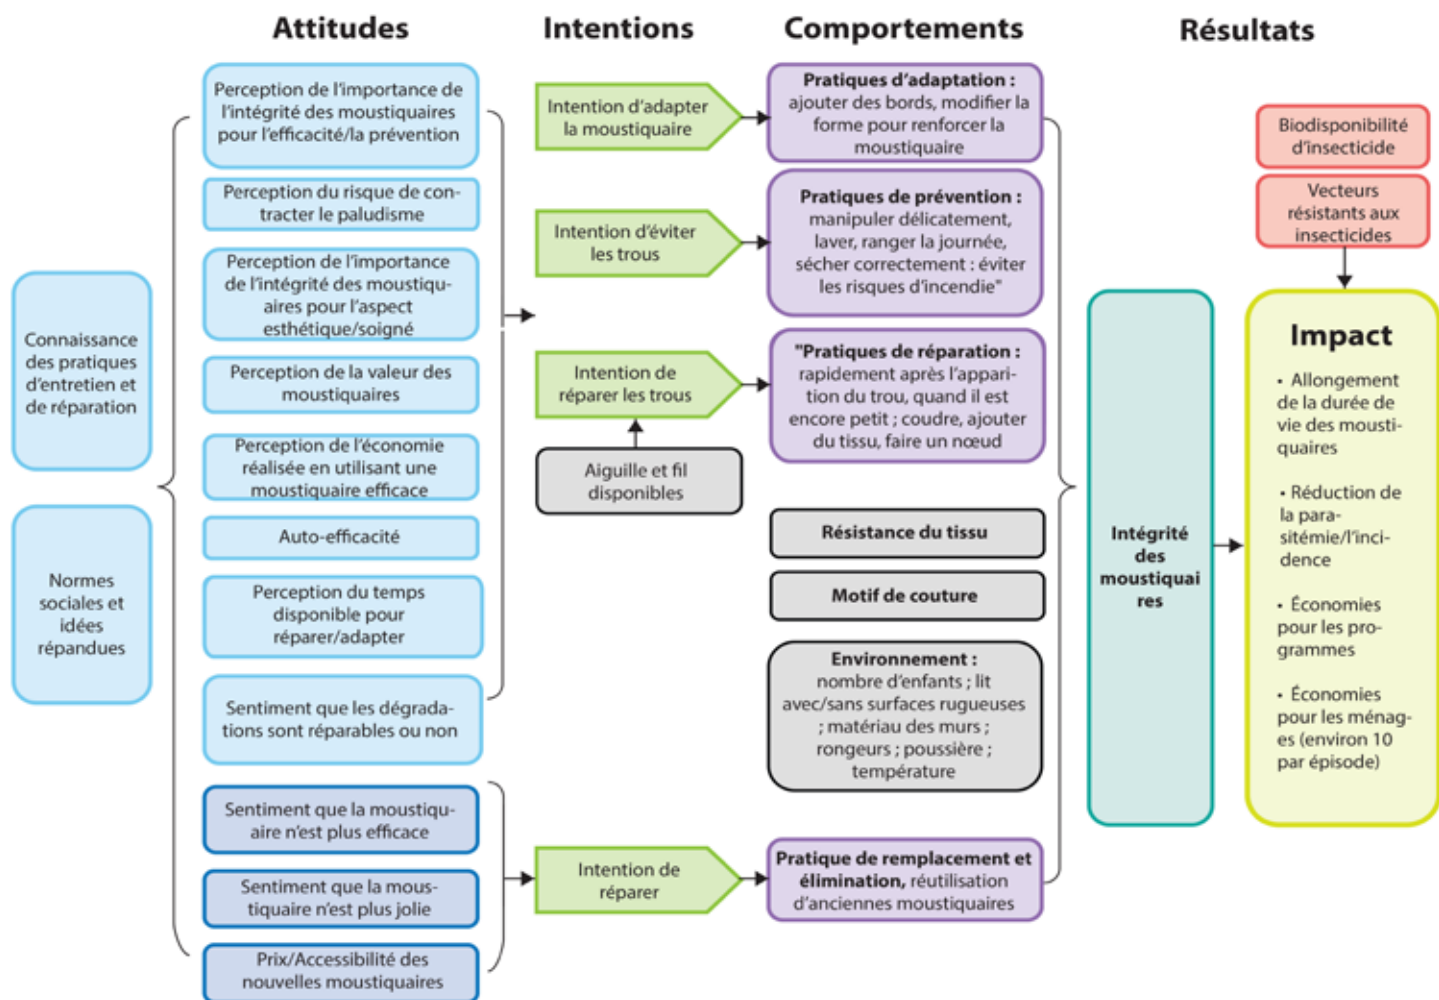 Attitudes
Intentions
Comportements
Résultats
Connaissance
des pratiques
d'entretien et
de réparation
Normes
sociales et
idées
répandues
Perception de l'importance de
l'intégrité des moustiquaires
pour l'efficacité/la prévention
Perception du risque de con-
tracter le paludisme
Perception de l'importance
de l'intégrité des moustiqu-
aires pour l'aspect
esthétique/soigné
Perception de la valeur des
moustiquaires
Perception de l'économie
réalisée en utilisant une
moustiquaire efficace
Auto-efficacité
Perception du temps
disponible pour
réparer/adapter
Sentiment que les dégrada-
tions sont réparables ou non
Sentiment que la moustiqu-
aire n'est plus efficace
Sentiment que la mous-
tiquaire n'est plus jolie
Prix/Accessibilité des
nouvelles moustiquaires
Intention d'adapter
la moustiquaire
Intention d'éviter
les trous
Intention de
réparer les trous
Aiguille et fil
disponibles
Intention de
réparer
Pratiques d'adaptation :
ajouter des bords, modifier la
forme pour renforcer la
moustiquaire
Pratiques de prévention :
manipuler délicatement,
laver, ranger la journée,
sécher correctement : éviter
les risques d'incendie"
"Pratiques de réparation :
rapidement après l'appari-
tion du trou, quand il est
encore petit ; coudre, ajouter
du tissu, faire un nœud
Résistance du tissu
Motif de couture
Environnement :
nombre d'enfants ; lit
avec/sans surfaces rugueuses
; matériau des murs ;
rongeurs ; poussière ;
température
Pratique de remplacement et
élimination, réutilisation
d'anciennes moustiquaires
Intégrité
des
moustiquai
res
Biodisponibilité
d'insecticide
Vecteurs
résistants aux
insecticides
Impact
• Allongement
de la durée de
vie des mousti-
quaires
• Réduction de
la para-
sitémie/l'inci-
dence
• Économies
pour les pro-
grammes
• Économies
pour les ménag-
es (environ 10
par épisode)